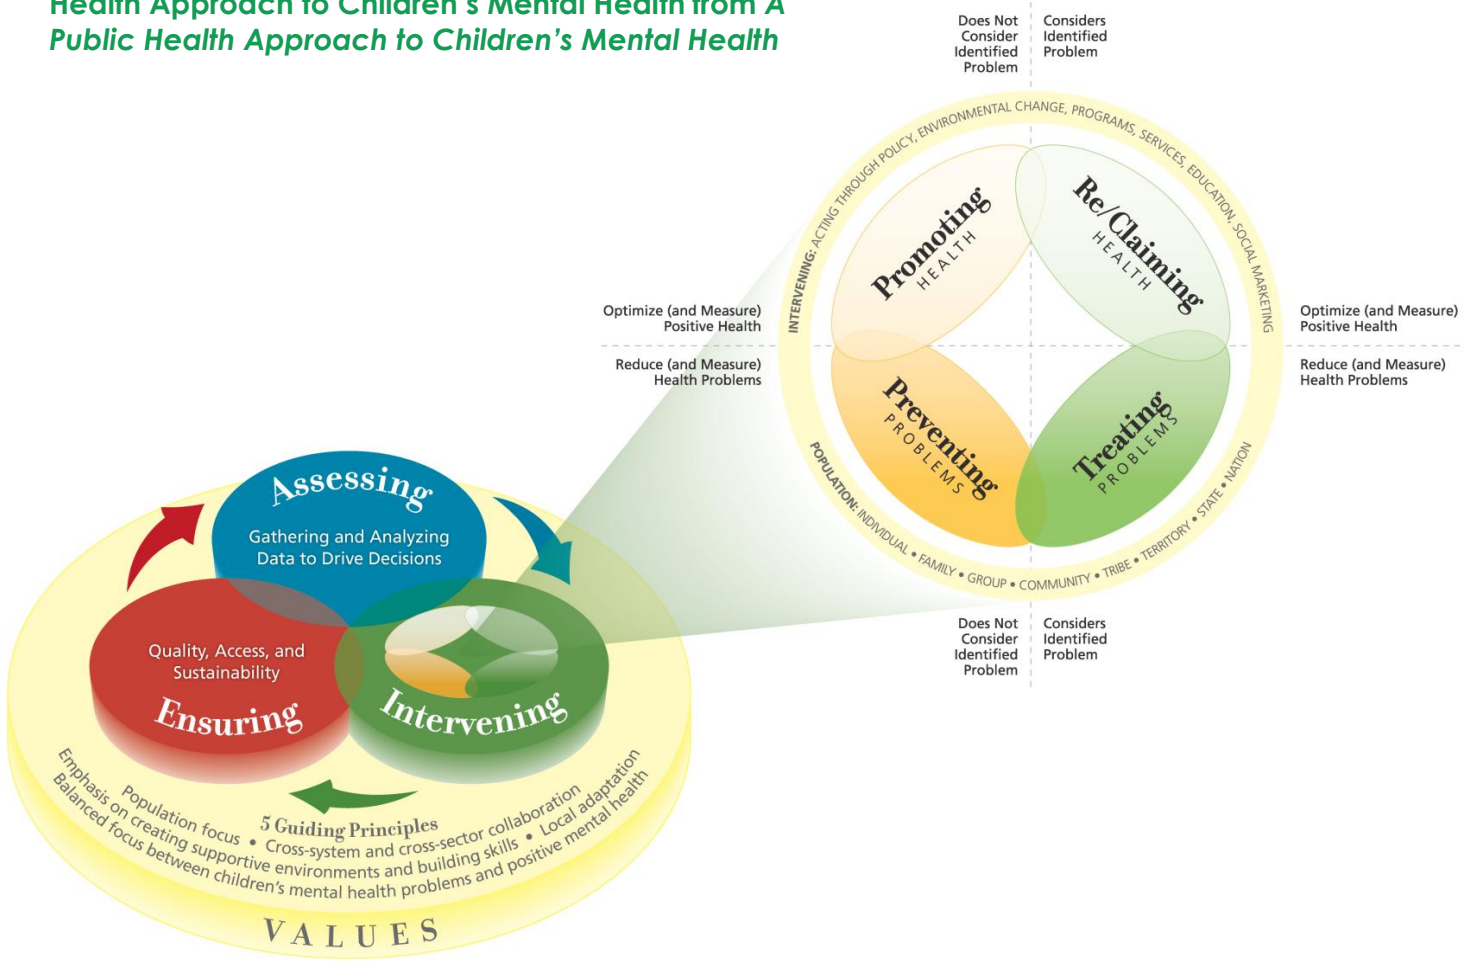 Health Approach to Children's Mental Health from A
Public Health Approach to Children's Mental Health
Does Not
Consider
Identified
Problem
Considers
Identified
Problem
INTERVENING: ACTING THROUGH POLICY, ENVIRONMENTAL CHANGE, PROGRAMS, SERVICES, EDUCATION, SOCIAL MARKETING
Promoting
HEALTH
Re/Claiming
HEALTH
Optimize (and Measure)
Positive Health
Reduce (and Measure)
Health Problems
Optimize (and Measure)
Positive Health
Reduce (and Measure)
Health Problems
Preventing
PROBLEMS
Treating
PROBLEMS
POPULATION: INDIVIDUAL • FAMILY • GROUP • COMMUNITY • TRIBE • TERRITORY • STATE • NATION
Does Not
Consider
Identified
Problem
Considers
Identified
Problem
Assessing
Gathering and Analyzing
Data to Drive Decisions
Quality, Access, and
Sustainability
Ensuring
Intervening
5 Guiding Principles
Population focus • Cross-system and cross-sector collaboration
Emphasis on creating supportive environments and building skills • Local adaptation
Balanced focus between children's mental health problems and positive mental health
VALUES